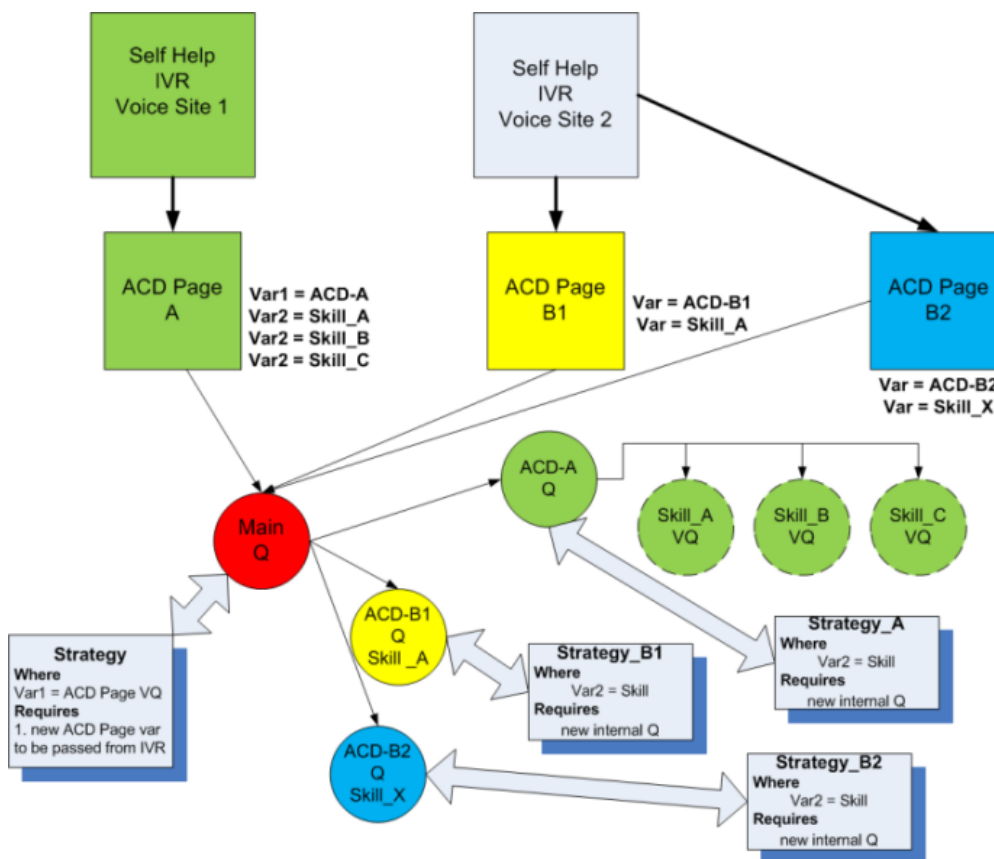 Self Help
IVR
Voice Site 1
Self Help
IVR
Voice Site 2
ACD Page
A
Var1 = ACD-A
Var2 = Skill_A
Var2 = Skill_B
Var2 = Skill_C
ACD Page
B1
Var = ACD-B1
Var = Skill_A
ACD Page
B2
Var = ACD-B2
Var = Skill_X
Main
Q
ACD-A
Q
Skill_A
VQ
Skill_B
VQ
Skill_C
VQ
ACD-B1
Q
Skill _A
ACD-B2
Q
Skill_X
Strategy
Where
Var1 = ACD Page VQ
Requires
1. new ACD Page var
to be passed from IVR
Strategy_B1
Where
Var2 = Skill
Requires
new internal Q
Strategy_A
Where
Var2 = Skill
Requires
new internal Q
Strategy_B2
Where
Var2 = Skill
Requires
new internal Q